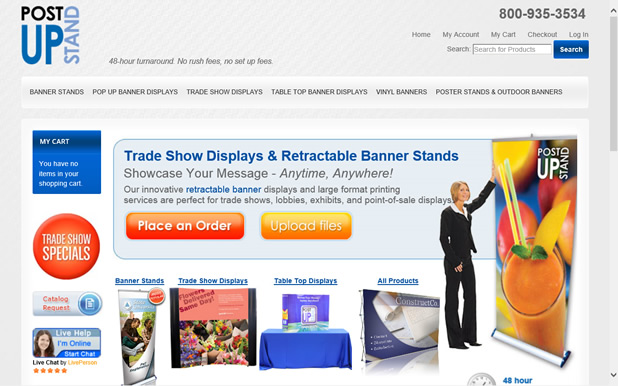 POST
UP
STAND
800-935-3534
Home My Account My Cart Checkout Log In
Search: Search for Products Search
48-hour turnaround. No rush fees, no set up fees.
BANNER STANDS POP UP BANNER DISPLAYS TRADE SHOW DISPLAYS TABLE TOP BANNER DISPLAYS VINYL BANNERS POSTER STANDS & OUTDOOR BANNERS
MY CART
You have no
items in your
shopping cart.
Trade Show Displays & Retractable Banner Stands
Showcase Your Message - Anytime, Anywhere!
Our innovative retractable banner displays and large format printing
services are perfect for trade shows, lobbies, exhibits, and point-of-sale displays.
Place an Order Upload files
POST
UP
STAND
TRADE SHOW
SPECIALS
Catalog
Request
Live Help
I'm Online
Start Chat
Live Chat by LivePerson
Banner Stands Trade Show Displays Table Top Displays All Products
Flowers
Delivered
Same Day!
ConstructCo
48 hour